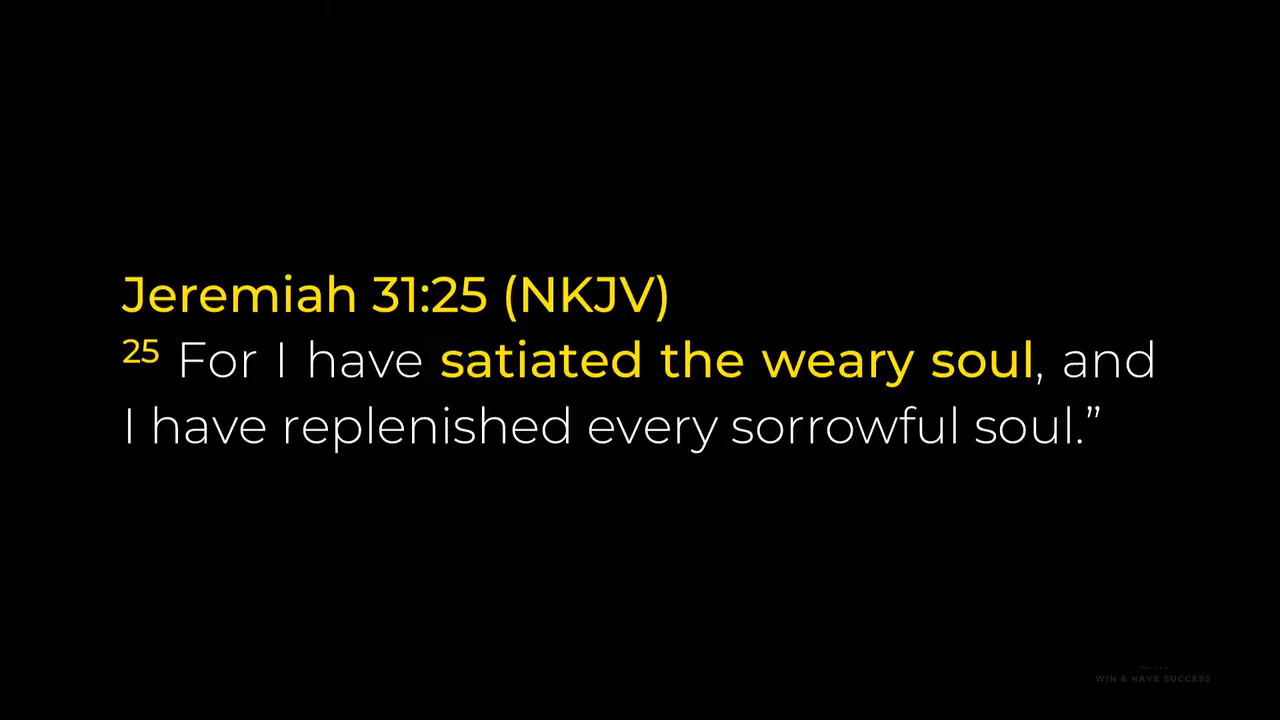 Jeremiah 31:25 (NKJV)
25 For I have satiated the weary soul, and
I have replenished every sorrowful soul.”
WIN & HAVE SUCCESS